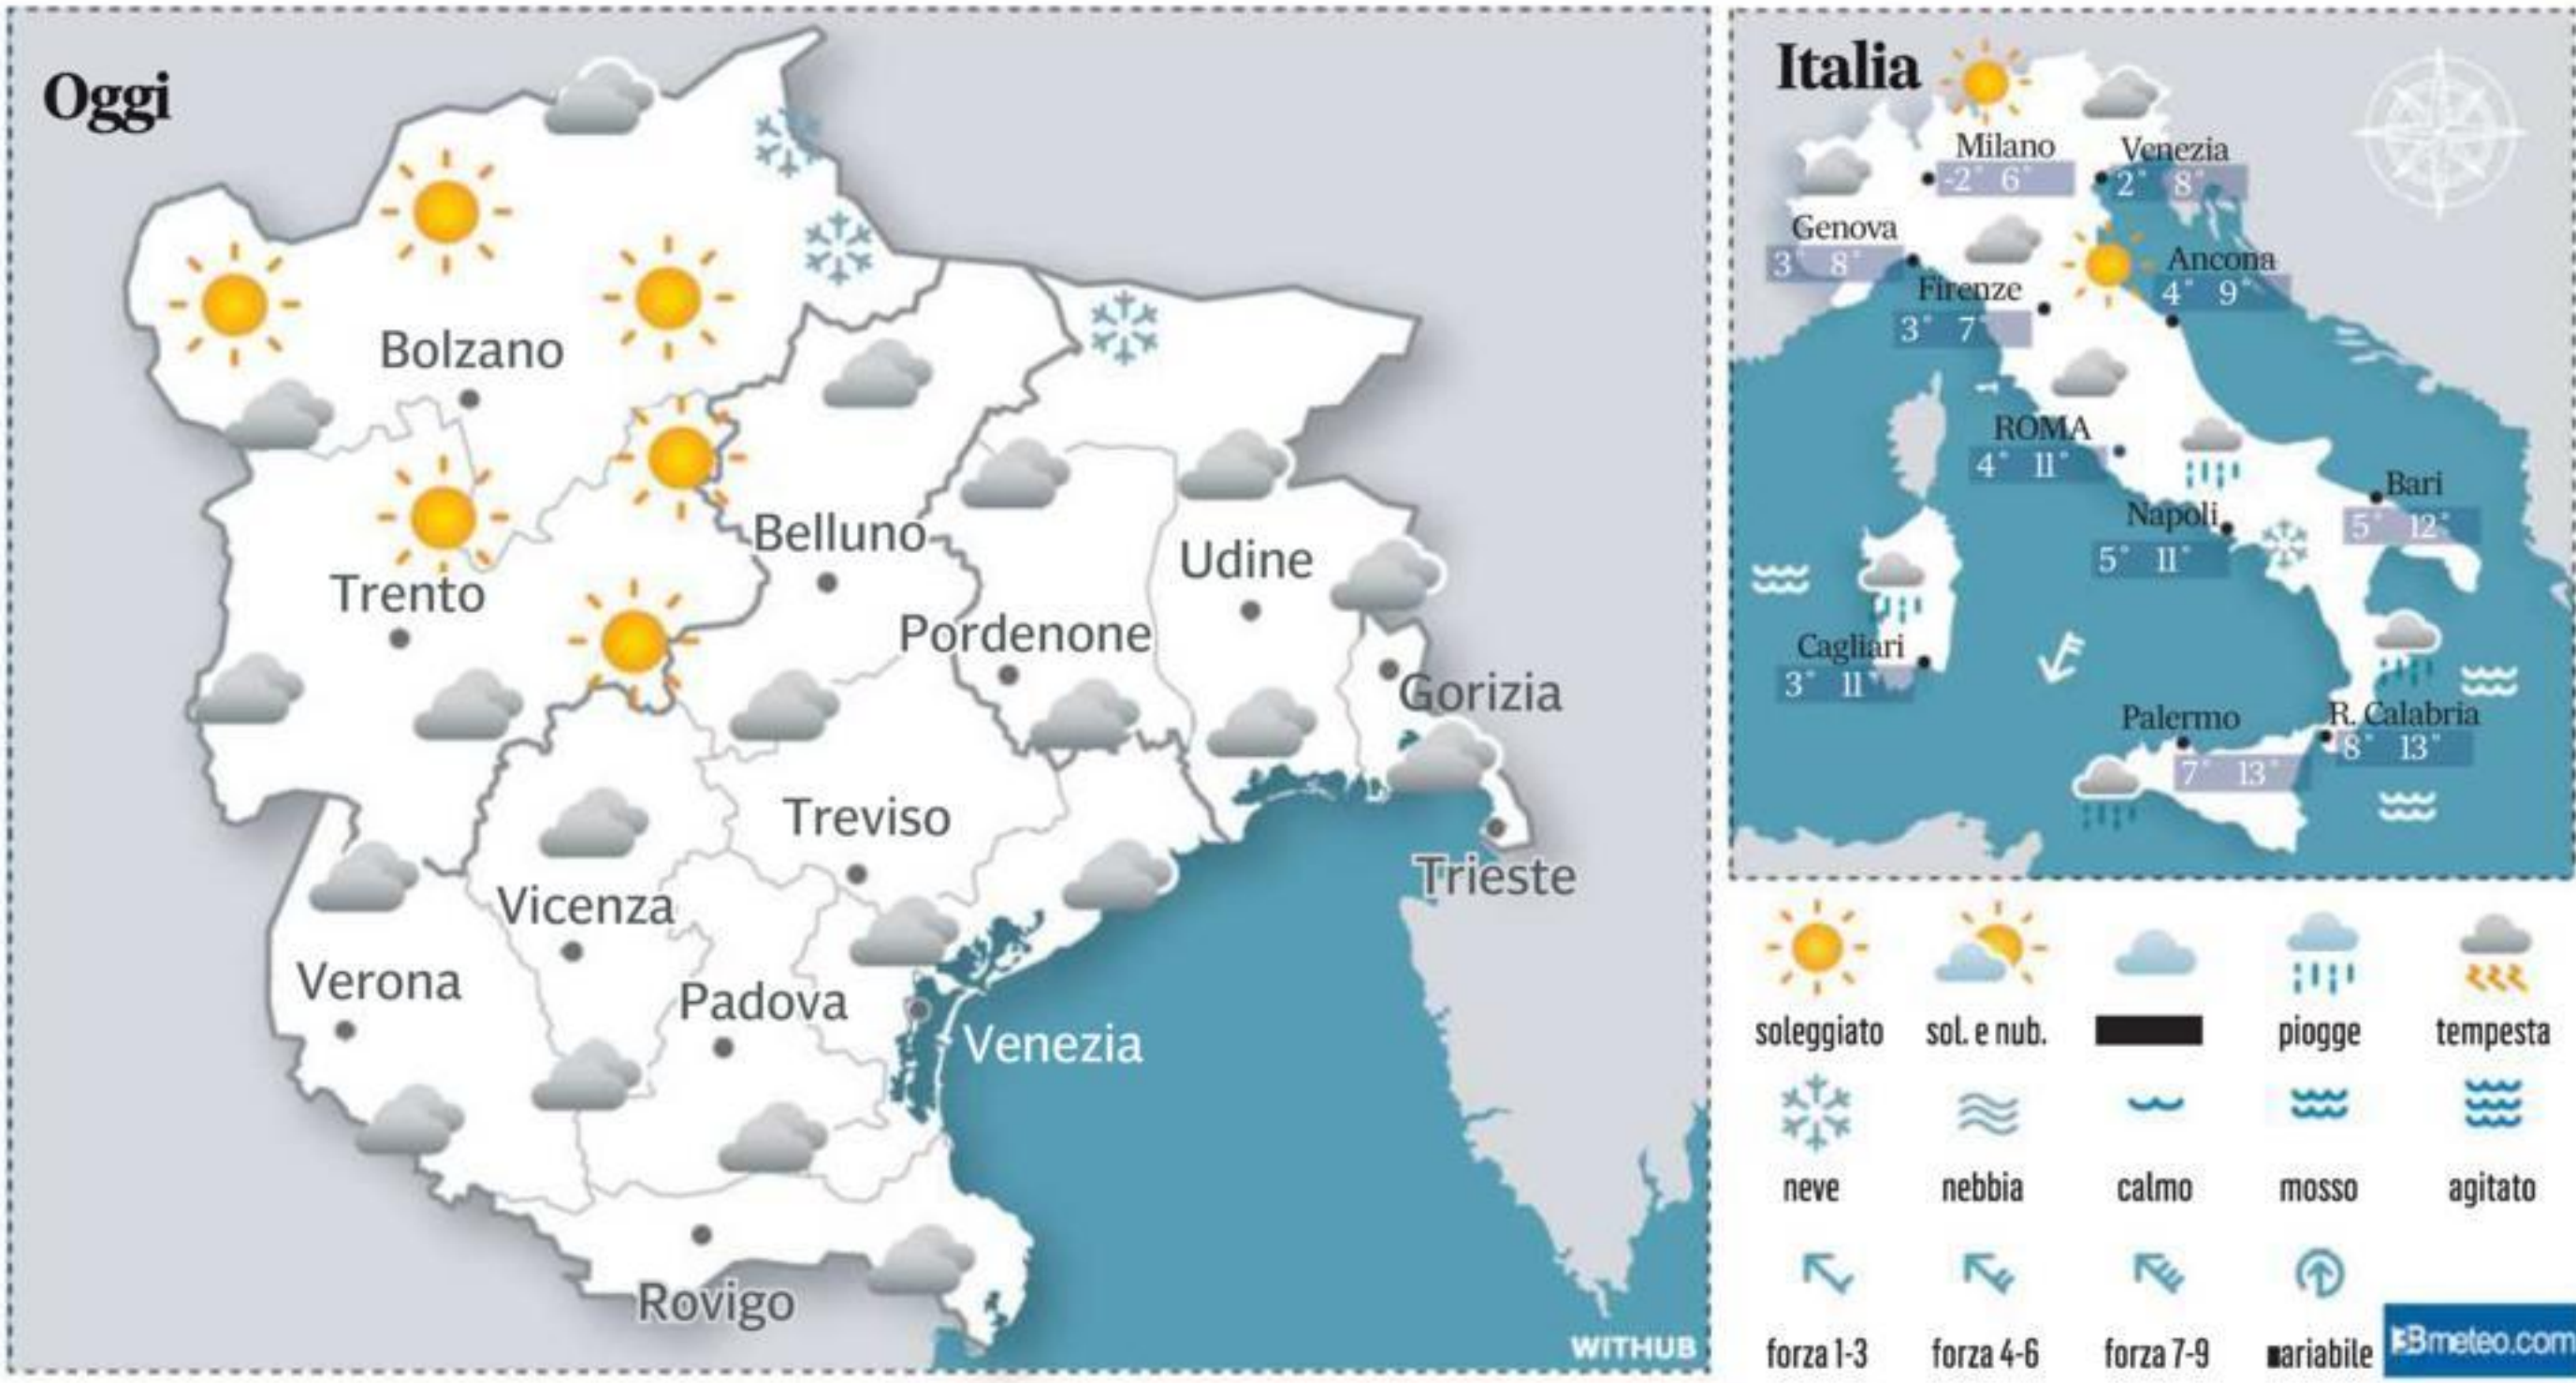 Oggi
Bolzano
Trento
Belluno
Udine
Pordenone
Gorizia
Treviso
Trieste
Vicenza
Verona
Padova
Venezia
Rovigo
WITHUB
Italia
Milano
-2° 6°
Venezia
2° 8°
Genova
3° 8°
Ancona
4° 9°
Firenze
3° 7°
ROMA
4° 11°
Bari
5° 12°
Napoli
5° 11°
Cagliari
3° 11°
Palermo
7° 13°
R. Calabria
8° 13°
soleggiato
sol. e nub.
piogge
tempesta
neve
nebbia
calmo
mosso
agitato
forza 1-3
forza 4-6
forza 7-9
ariabile
3Bmeteo.com